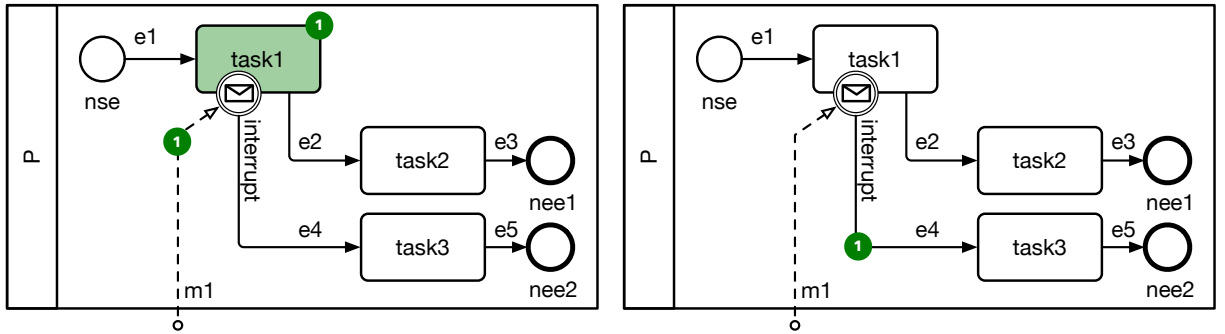 P
nse
e1
task1
1
1
interrupt
e2
task2
e3
nee1
e4
task3
e5
nee2
m1
P
nse
e1
task1
interrupt
e2
task2
e3
nee1
1
e4
task3
e5
nee2
m1